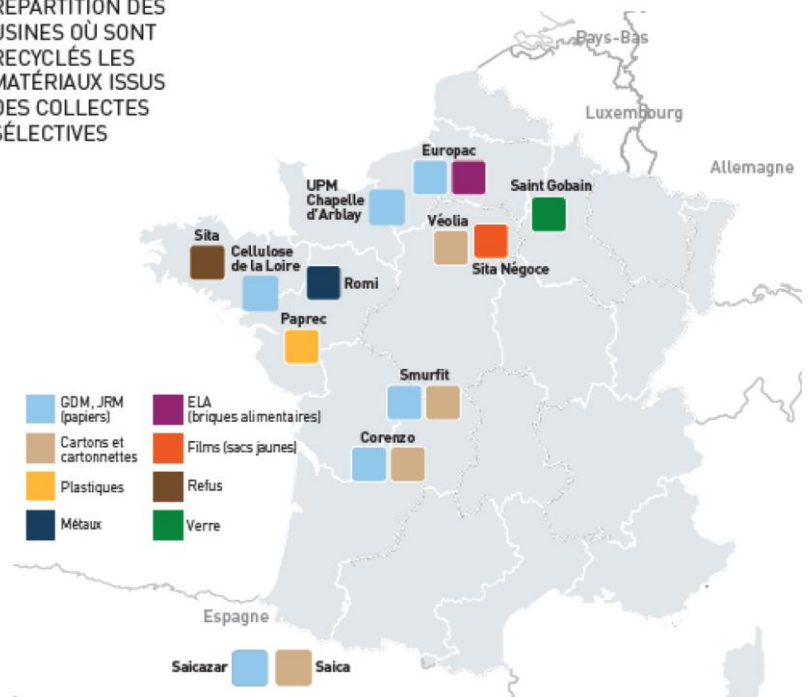 RÉPARTITION DES
USINES OÙ SONT
RECYCLÉS LES
MATÉRIAUX ISSUS
DES COLLECTES
SÉLECTIVES
Pays-Bas
Luxembourg
Allemagne
Europac
UPM
Chapelle
d'Arblay
Saint Gobain
Véolia
Sita Négoce
Sita
Cellulose
de la Loire
Romi
Paprec
Smurfit
Corenzo
GDM, JRM
(papiers)
ELA
(briques alimentaires)
Cartons et
cartonnettes
Films (sacs jaunes)
Plastiques
Refus
Métaux
Verre
Espagne
Saicazar
Saica